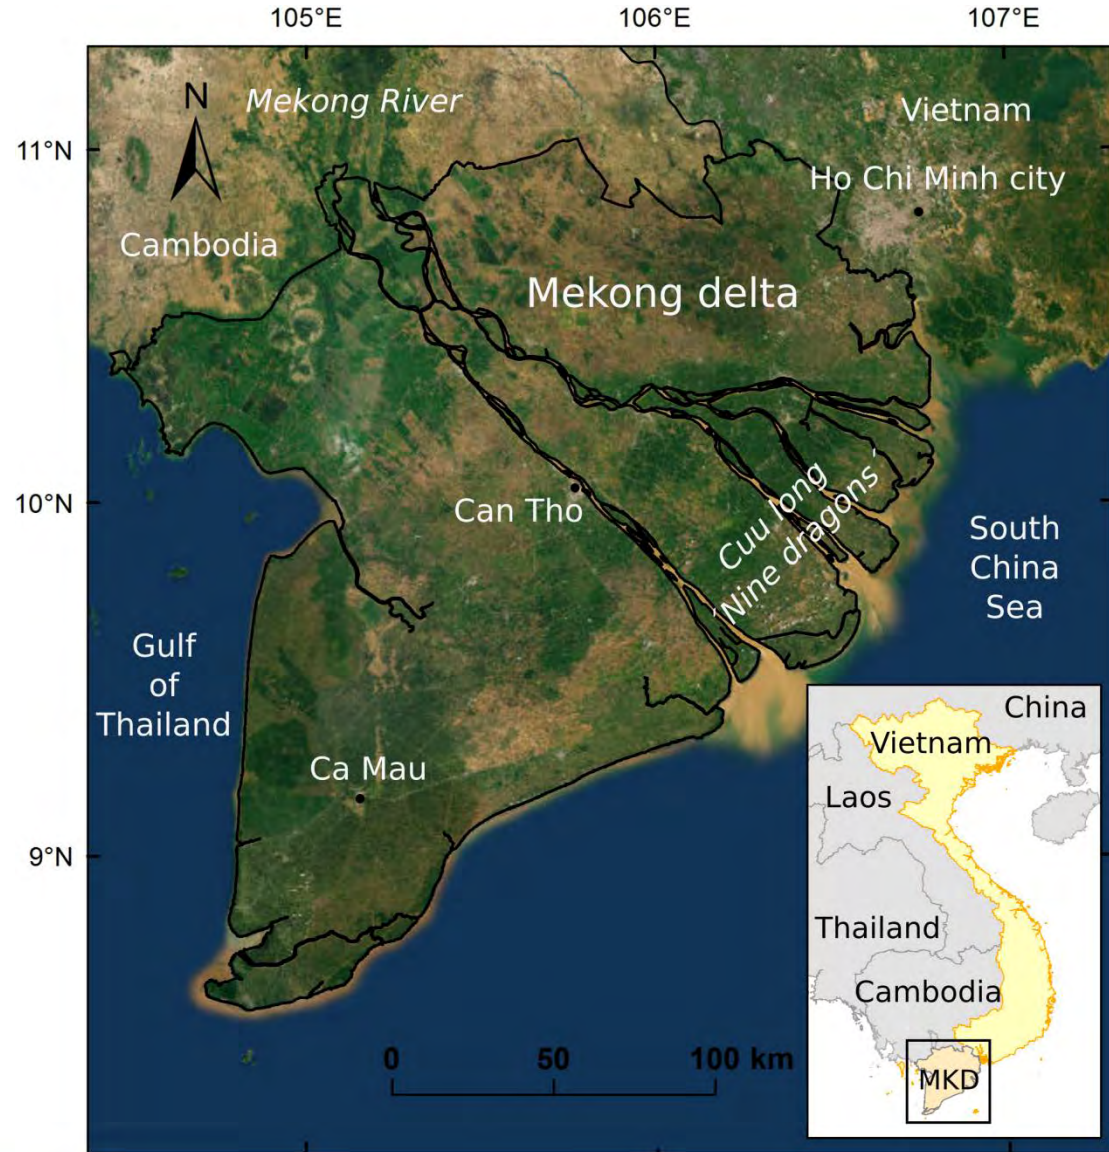 105°E
106°E
107°E
N
Mekong River
Vietnam
11°N
Ho Chi Minh city
Cambodia
Mekong delta
10°N
Can Tho
Cuu long
´Nine dragons´
South
China
Sea
Gulf
of
Thailand
Ca Mau
9°N
0
50
100 km
China
Vietnam
Laos
Thailand
Cambodia
MKD